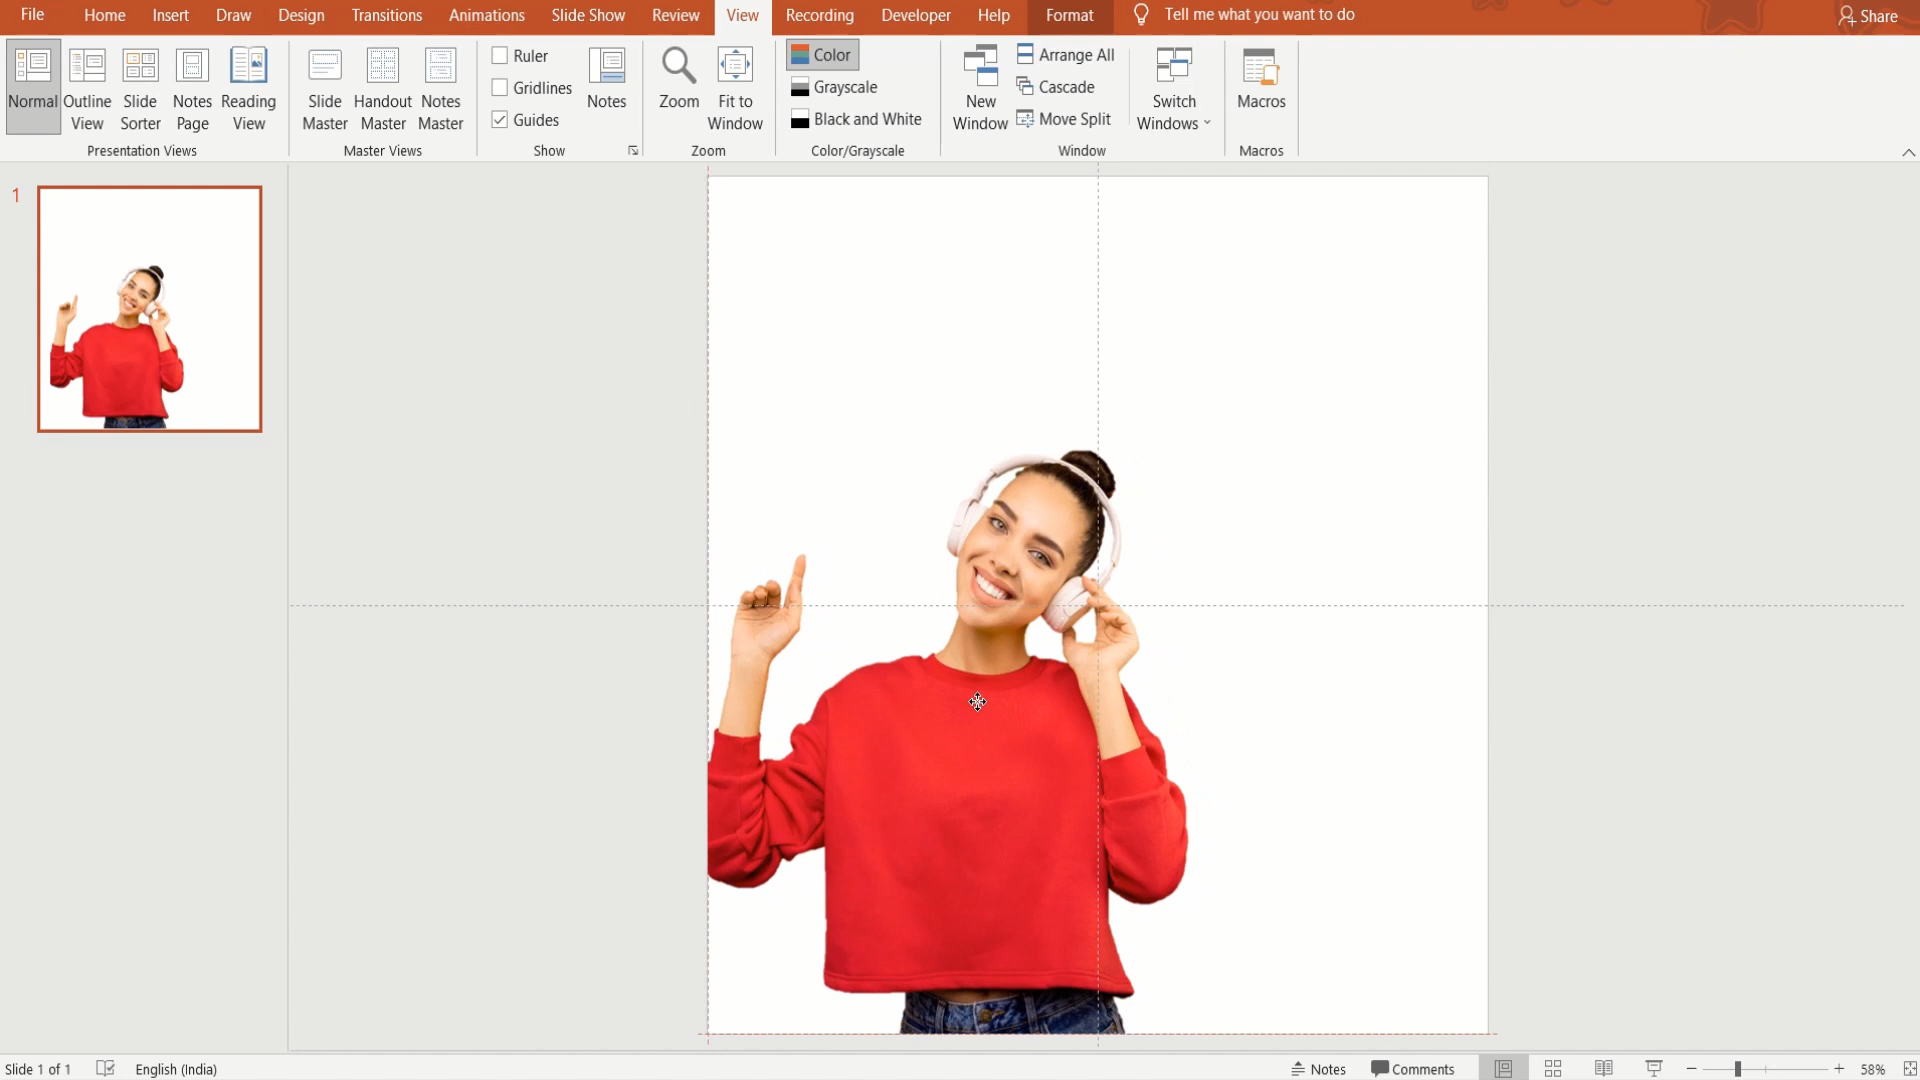 File Home Insert Draw Design Transitions Animations Slide Show Review View Recording Developer Help Format Tell me what you want to do Share
Normal Outline View Slide Sorter Notes Page Reading View
Presentation Views
Slide Master Handout Master Notes Master
Master Views
Ruler
Gridlines
Guides
Notes
Show
Zoom Fit to Window
Zoom
Color
Grayscale
Black and White
Color/Grayscale
New Window
Arrange All
Cascade
Move Split
Switch Windows
Window
Macros
Macros
1
Slide 1 of 1 English (India) Notes Comments 58%